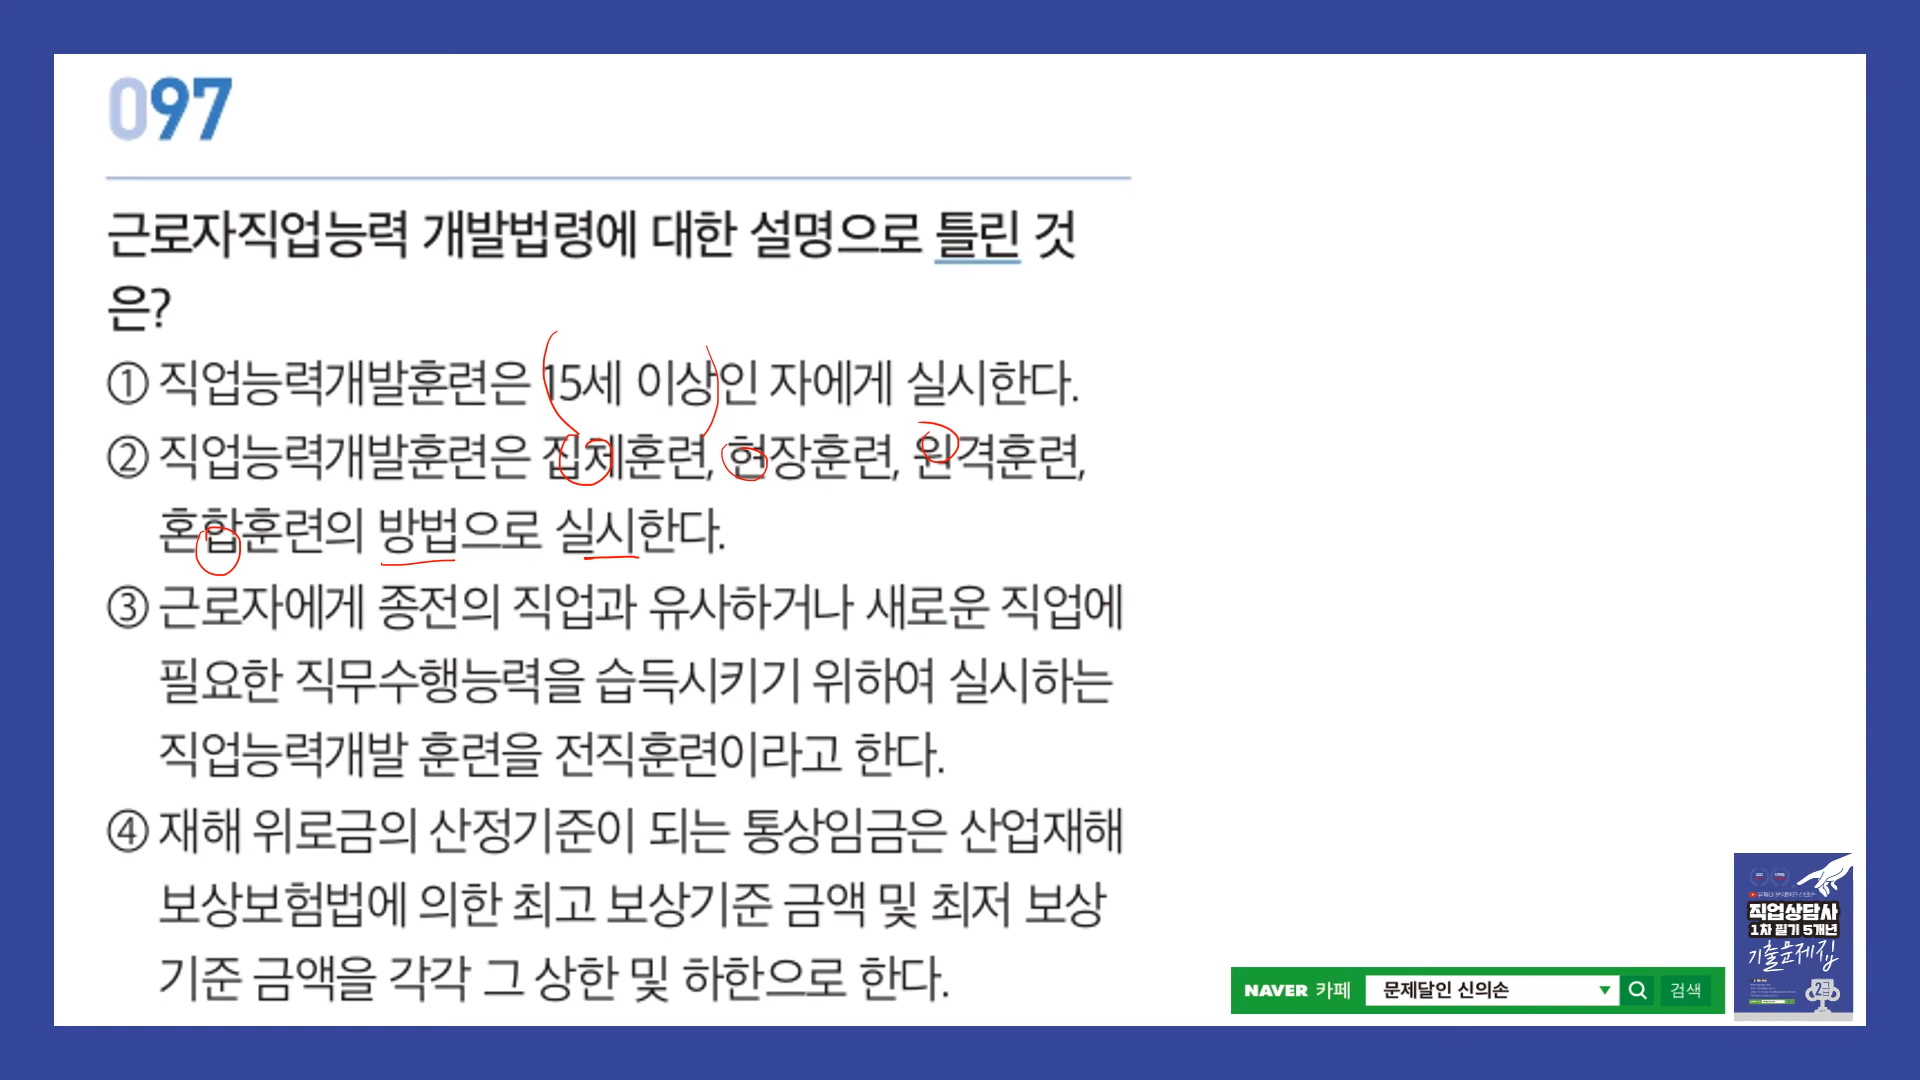 097
근로자직업능력 개발법령에 대한 설명으로 틀린 것
은?
① 직업능력개발훈련은 15세 이상인 자에게 실시한다.
② 직업능력개발훈련은 집체훈련, 현장훈련, 원격훈련,
혼합훈련의 방법으로 실시한다.
③ 근로자에게 종전의 직업과 유사하거나 새로운 직업에
필요한 직무수행능력을 습득시키기 위하여 실시하는
직업능력개발 훈련을 전직훈련이라고 한다.
④ 재해 위로금의 산정기준이 되는 통상임금은 산업재해
보상보험법에 의한 최고 보상기준 금액 및 최저 보상
기준 금액을 각각 그 상한 및 하한으로 한다.
NAVER 카페 문제달인 신의손 검색
직업상담사
1차 필기 5개년
기출문제집
2급